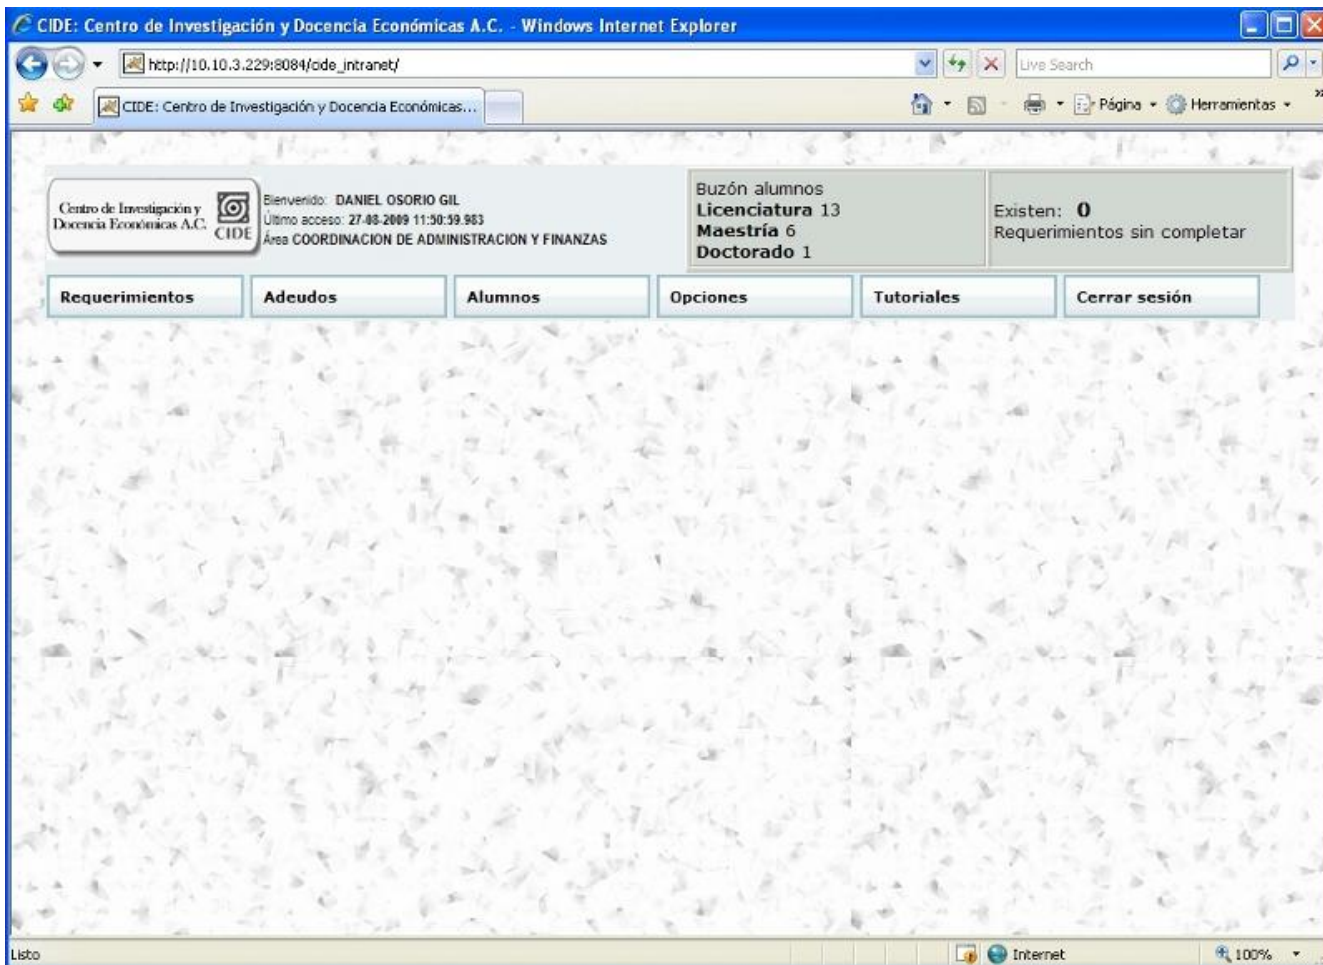 CIDE: Centro de Investigación y Docencia Económicas A.C. - Windows Internet Explorer
http://10.10.3.229:8084/cide_intranet/
Live Search
CIDE: Centro de Investigación y Docencia Económicas...
Página
Herramientas
Centro de Investigación y
Docencia Económicas A.C.
CIDE
Bienvenido: DANIEL OSORIO GIL
Último acceso: 27-08-2009 11:50:59.983
Área COORDINACION DE ADMINISTRACION Y FINANZAS
Buzón alumnos
Licenciatura 13
Maestría 6
Doctorado 1
Existen: 0
Requerimientos sin completar
Requerimientos
Adeudos
Alumnos
Opciones
Tutoriales
Cerrar sesión
Listo
Internet
100%